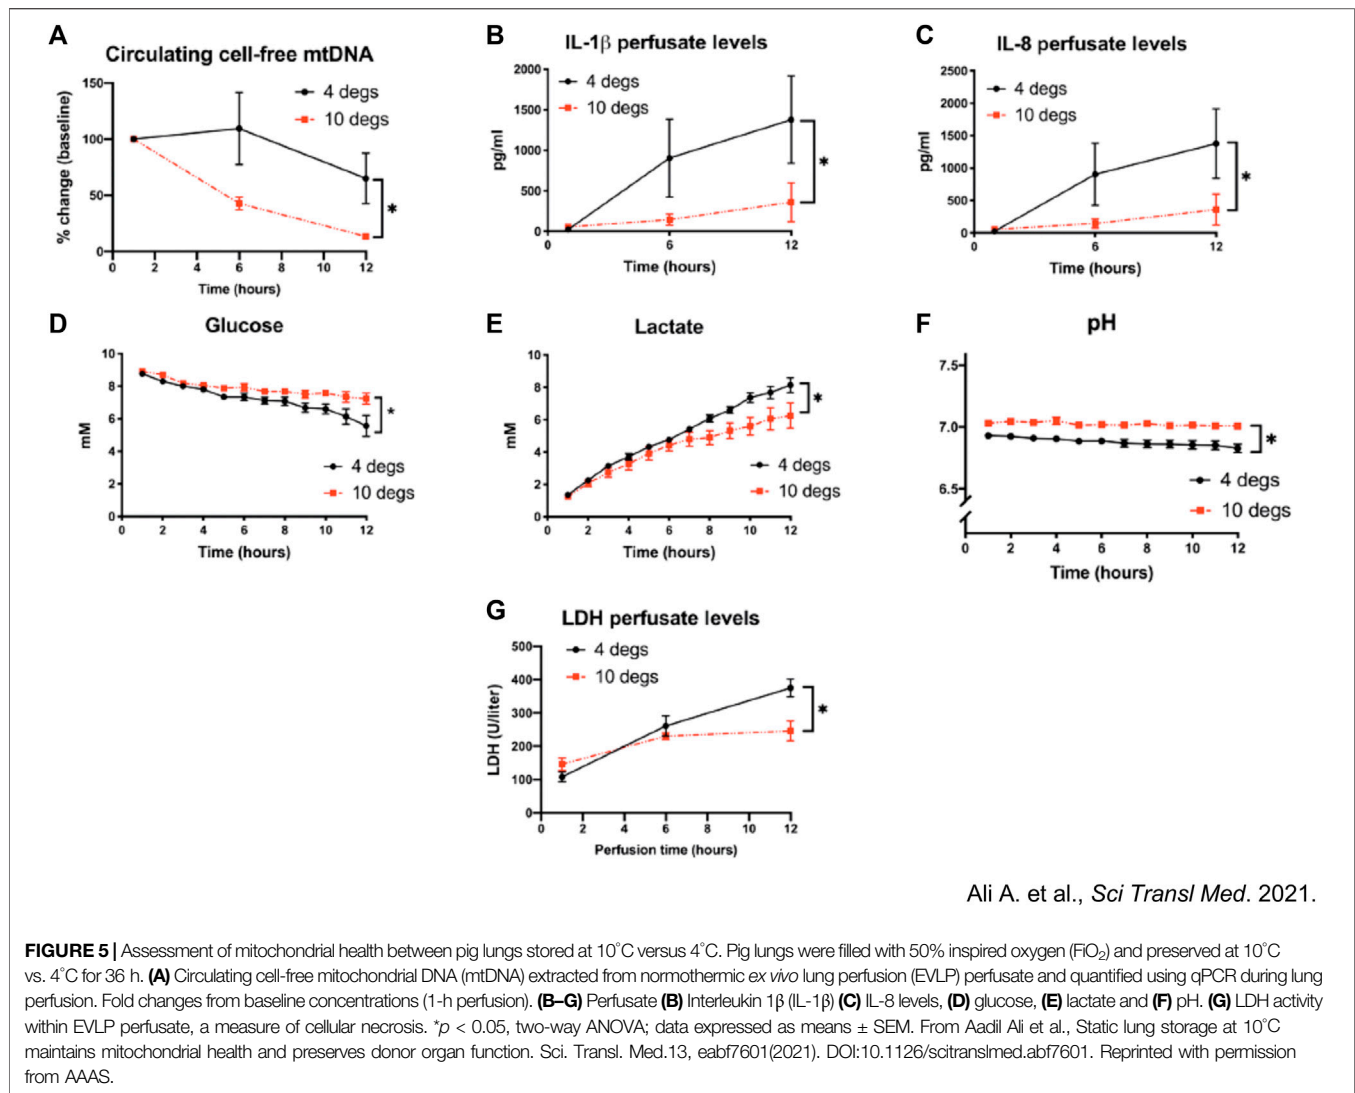 A
Circulating cell-free mtDNA
150
100
50
0
% change (baseline)
4 degs
10 degs
*
0 2 4 6 8 10 12
Time (hours)
B
IL-1β perfusate levels
2000
1500
1000
500
0
pg/ml
4 degs
10 degs
*
0 6 12
Time (hours)
C
IL-8 perfusate levels
2500
2000
1500
1000
500
0
pg/ml
4 degs
10 degs
*
0 6 12
Time (hours)
D
Glucose
10
8
6
4
2
0
mM
*
4 degs
10 degs
0 2 4 6 8 10 12
Time (hours)
E
Lactate
10
8
6
4
2
0
mM
*
4 degs
10 degs
0 2 4 6 8 10 12
Time (hours)
F
pH
7.5
7.0
6.5
*
4 degs
10 degs
0 2 4 6 8 10 12
Time (hours)
G
LDH perfusate levels
500
400
300
200
100
0
LDH (U/liter)
4 degs
10 degs
*
0 2 4 6 8 10 12
Perfusion time (hours)
Ali A. et al., Sci Transl Med. 2021.
FIGURE 5 | Assessment of mitochondrial health between pig lungs stored at 10°C versus 4°C. Pig lungs were filled with 50% inspired oxygen (FiO₂) and preserved at 10°C
vs. 4°C for 36 h. (A) Circulating cell-free mitochondrial DNA (mtDNA) extracted from normothermic ex vivo lung perfusion (EVLP) perfusate and quantified using qPCR during lung
perfusion. Fold changes from baseline concentrations (1-h perfusion). (B–G) Perfusate (B) Interleukin 1β (IL-1β) (C) IL-8 levels, (D) glucose, (E) lactate and (F) pH. (G) LDH activity
within EVLP perfusate, a measure of cellular necrosis. *p < 0.05, two-way ANOVA; data expressed as means ± SEM. From Aadil Ali et al., Static lung storage at 10°C
maintains mitochondrial health and preserves donor organ function. Sci. Transl. Med.13, eabf7601(2021). DOI:10.1126/scitranslmed.abf7601. Reprinted with permission
from AAAS.